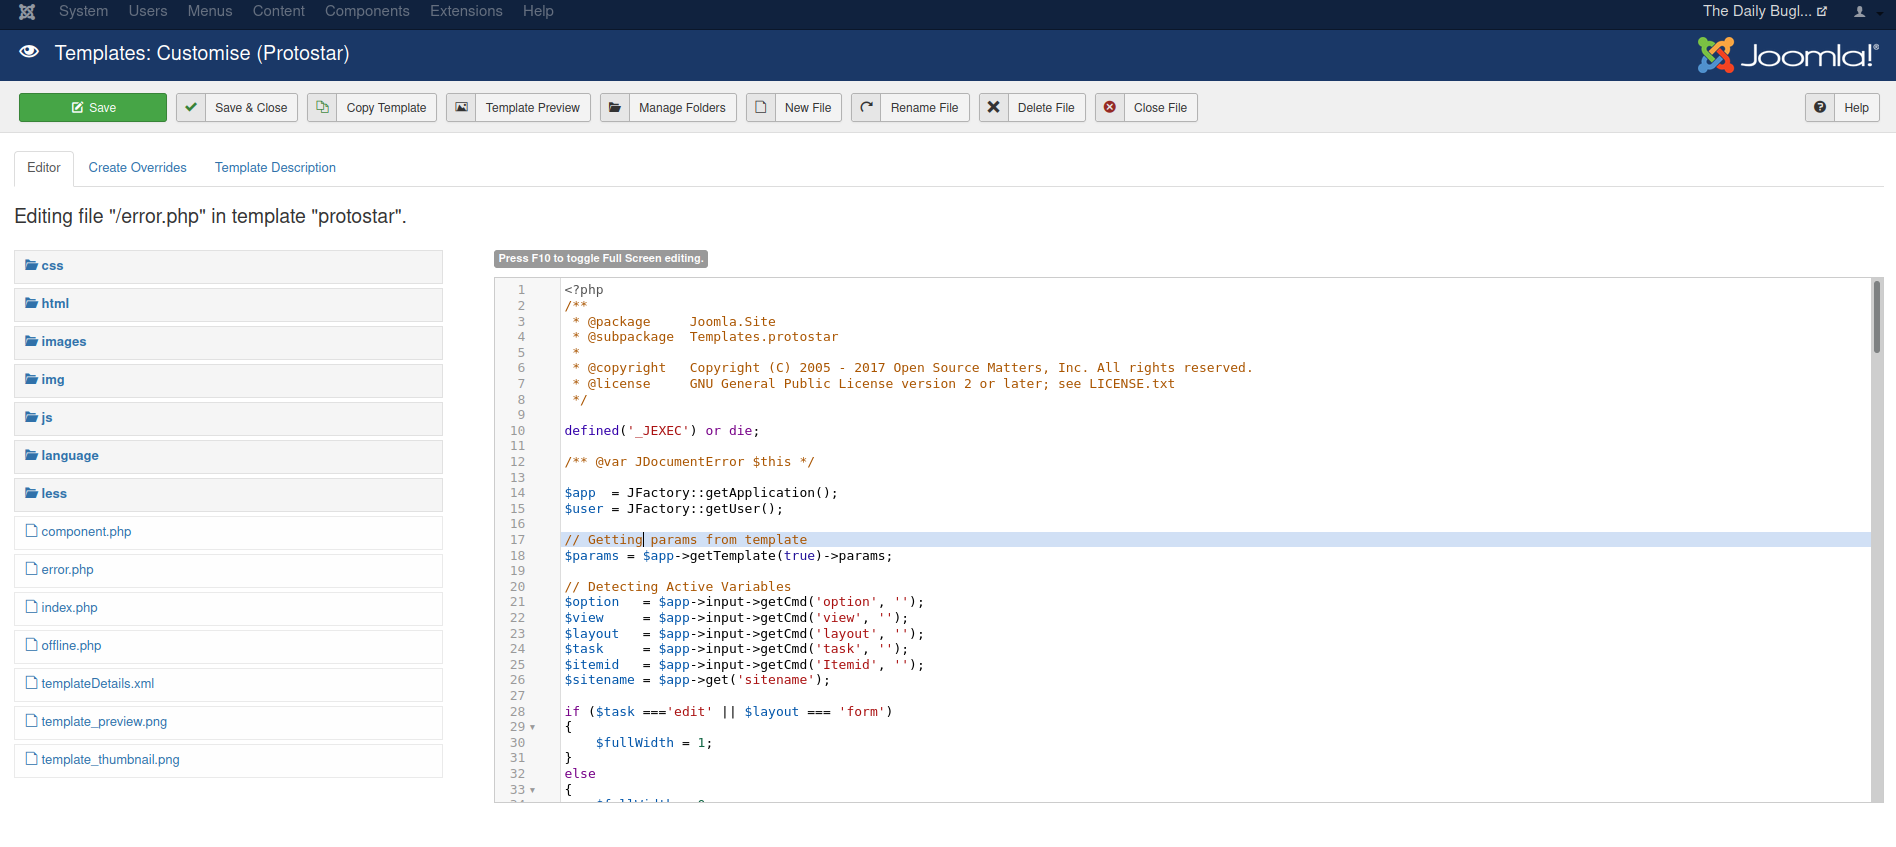 System Users Menus Content Components Extensions Help The Daily Bugl...
Templates: Customise (Protostar) Joomla!®
Save Save & Close Copy Template Template Preview Manage Folders New File Rename File Delete File Close File Help
Editor Create Overrides Template Description
Editing file "/error.php" in template "protostar".
css
html
images
img
js
language
less
component.php
error.php
index.php
offline.php
templateDetails.xml
template_preview.png
template_thumbnail.png
Press F10 to toggle Full Screen editing.
1 <?php
2 /**
3  * @package     Joomla.Site
4  * @subpackage  Templates.protostar
5  *
6  * @copyright   Copyright (C) 2005 - 2017 Open Source Matters, Inc. All rights reserved.
7  * @license     GNU General Public License version 2 or later; see LICENSE.txt
8  */
9
10 defined('_JEXEC') or die;
11
12 /** @var JDocumentError $this */
13
14 $app  = JFactory::getApplication();
15 $user = JFactory::getUser();
16
17 // Getting params from template
18 $params = $app->getTemplate(true)->params;
19
20 // Detecting Active Variables
21 $option   = $app->input->getCmd('option', '');
22 $view     = $app->input->getCmd('view', '');
23 $layout   = $app->input->getCmd('layout', '');
24 $task     = $app->input->getCmd('task', '');
25 $itemid   = $app->input->getCmd('Itemid', '');
26 $sitename = $app->get('sitename');
27
28 if ($task ==='edit' || $layout === 'form')
29 {
30     $fullWidth = 1;
31 }
32 else
33 {